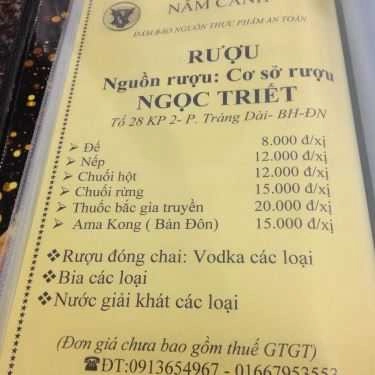 NĂM CẢNH
ĐẢM BẢO NGUỒN THỰC PHẨM AN TOÀN
RƯỢU
Nguồn rượu: Cơ sở rượu
NGỌC TRIẾT
Tổ 28 KP 2- P. Trảng Dài- BH-ĐN
➢ Đế 8.000 đ/xị
➢ Nếp 12.000 đ/xị
➢ Chuối hột 12.000 đ/xị
➢ Chuối rừng 15.000 đ/xị
➢ Thuốc bắc gia truyền 20.000 đ/xị
➢ Ama Kong ( Bản Đôn) 15.000 đ/xị
❖Rượu đóng chai: Vodka các loại
❖Bia các loại
❖Nước giải khát các loại
(Đơn giá chưa bao gồm thuế GTGT)
☎ĐT:0913654967 - 01667953553